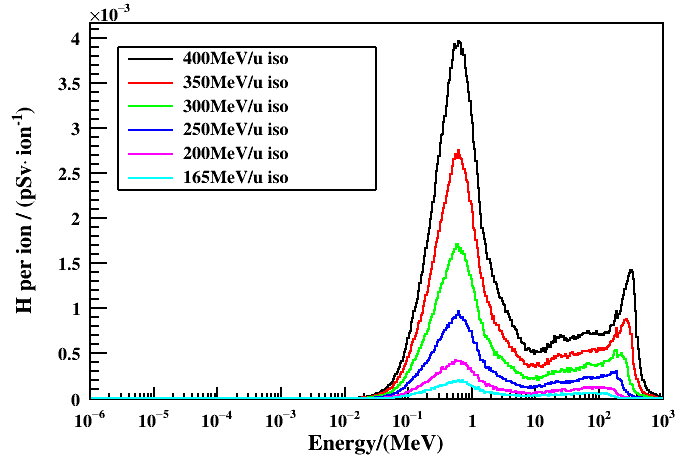 ×10⁻³
4
3.5
3
2.5
2
1.5
1
0.5
0
H per ion / (pSv· ion⁻¹)
400MeV/u iso
350MeV/u iso
300MeV/u iso
250MeV/u iso
200MeV/u iso
165MeV/u iso
10⁻⁶ 10⁻⁵ 10⁻⁴ 10⁻³ 10⁻² 10⁻¹ 1 10 10² 10³
Energy/(MeV)